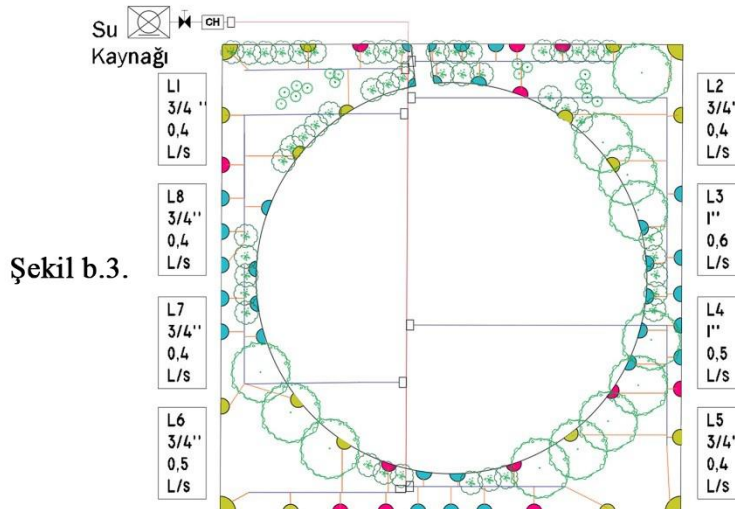 Su
Kaynağı
CH
L1
3/4 ''
0,4
L/S
L2
3/4''
0,4
L/S
L8
3/4''
0,4
L/S
L3
1''
0,6
L/S
Şekil b.3.
L7
3/4''
0,4
L/S
L4
1''
0,5
L/S
L6
3/4''
0,5
L/S
L5
3/4''
0,4
L/S